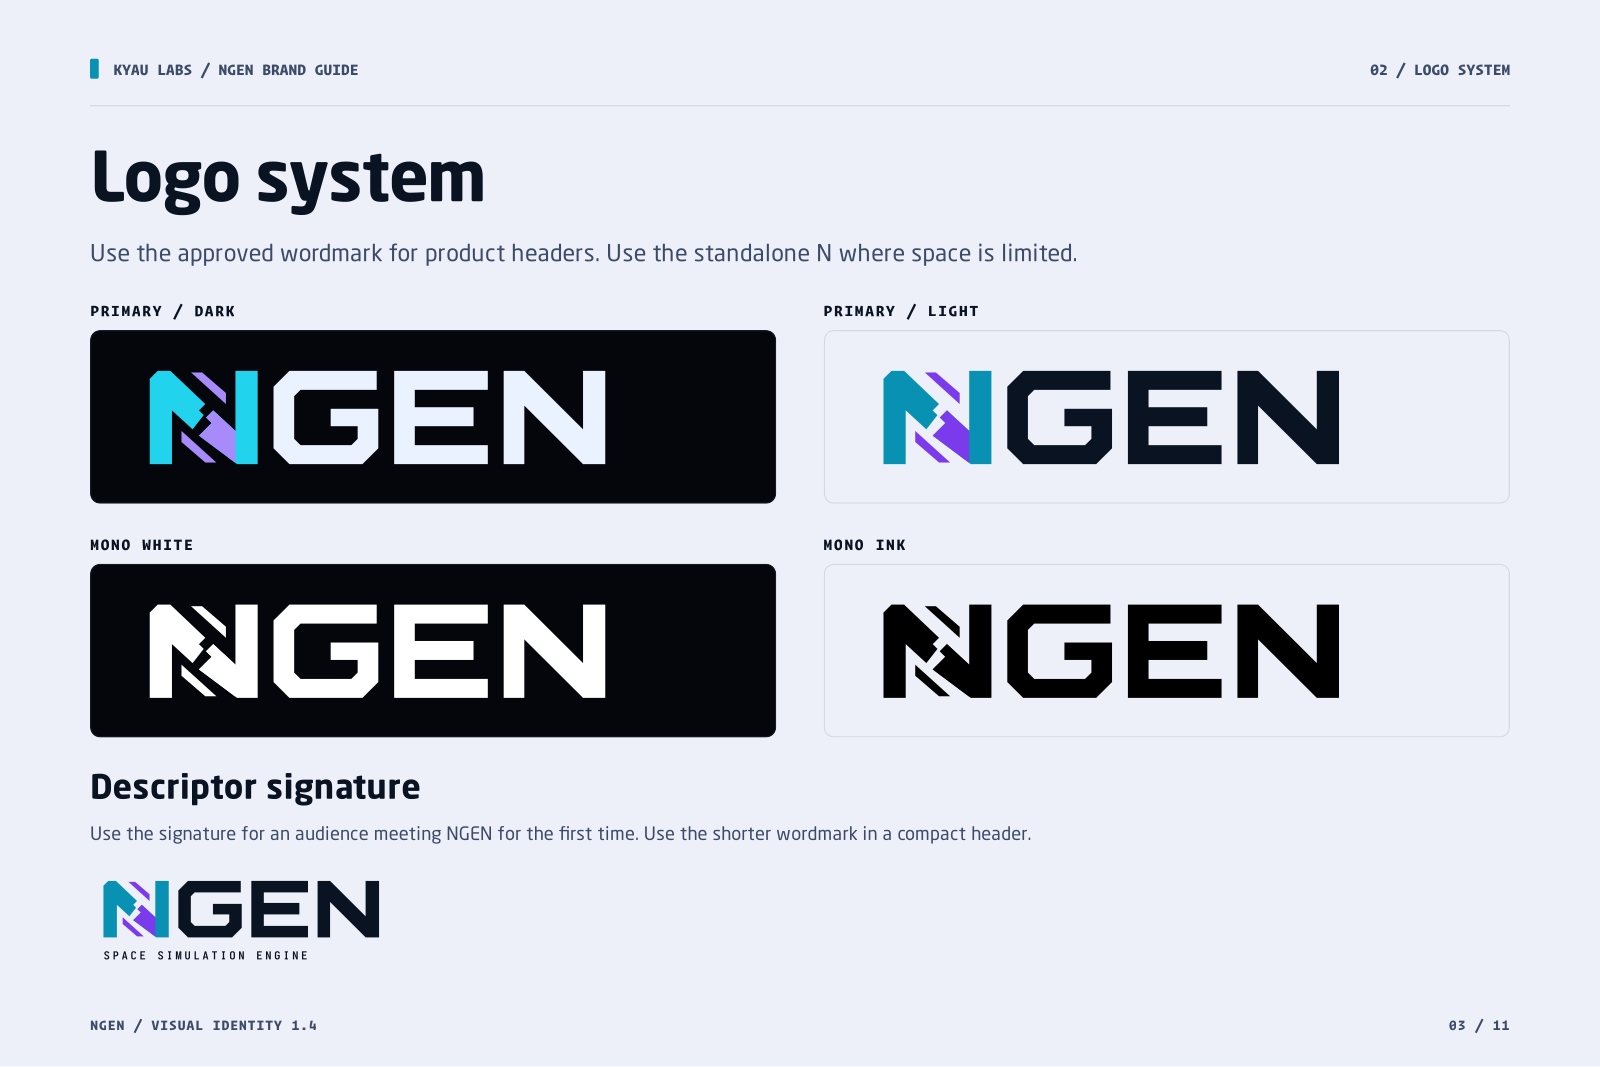 KYAU LABS / NGEN BRAND GUIDE
02 / LOGO SYSTEM
Logo system
Use the approved wordmark for product headers. Use the standalone N where space is limited.
PRIMARY / DARK
PRIMARY / LIGHT
NGEN
NGEN
MONO WHITE
MONO INK
NGEN
NGEN
Descriptor signature
Use the signature for an audience meeting NGEN for the first time. Use the shorter wordmark in a compact header.
NGEN
SPACE SIMULATION ENGINE
NGEN / VISUAL IDENTITY 1.4
03 / 11